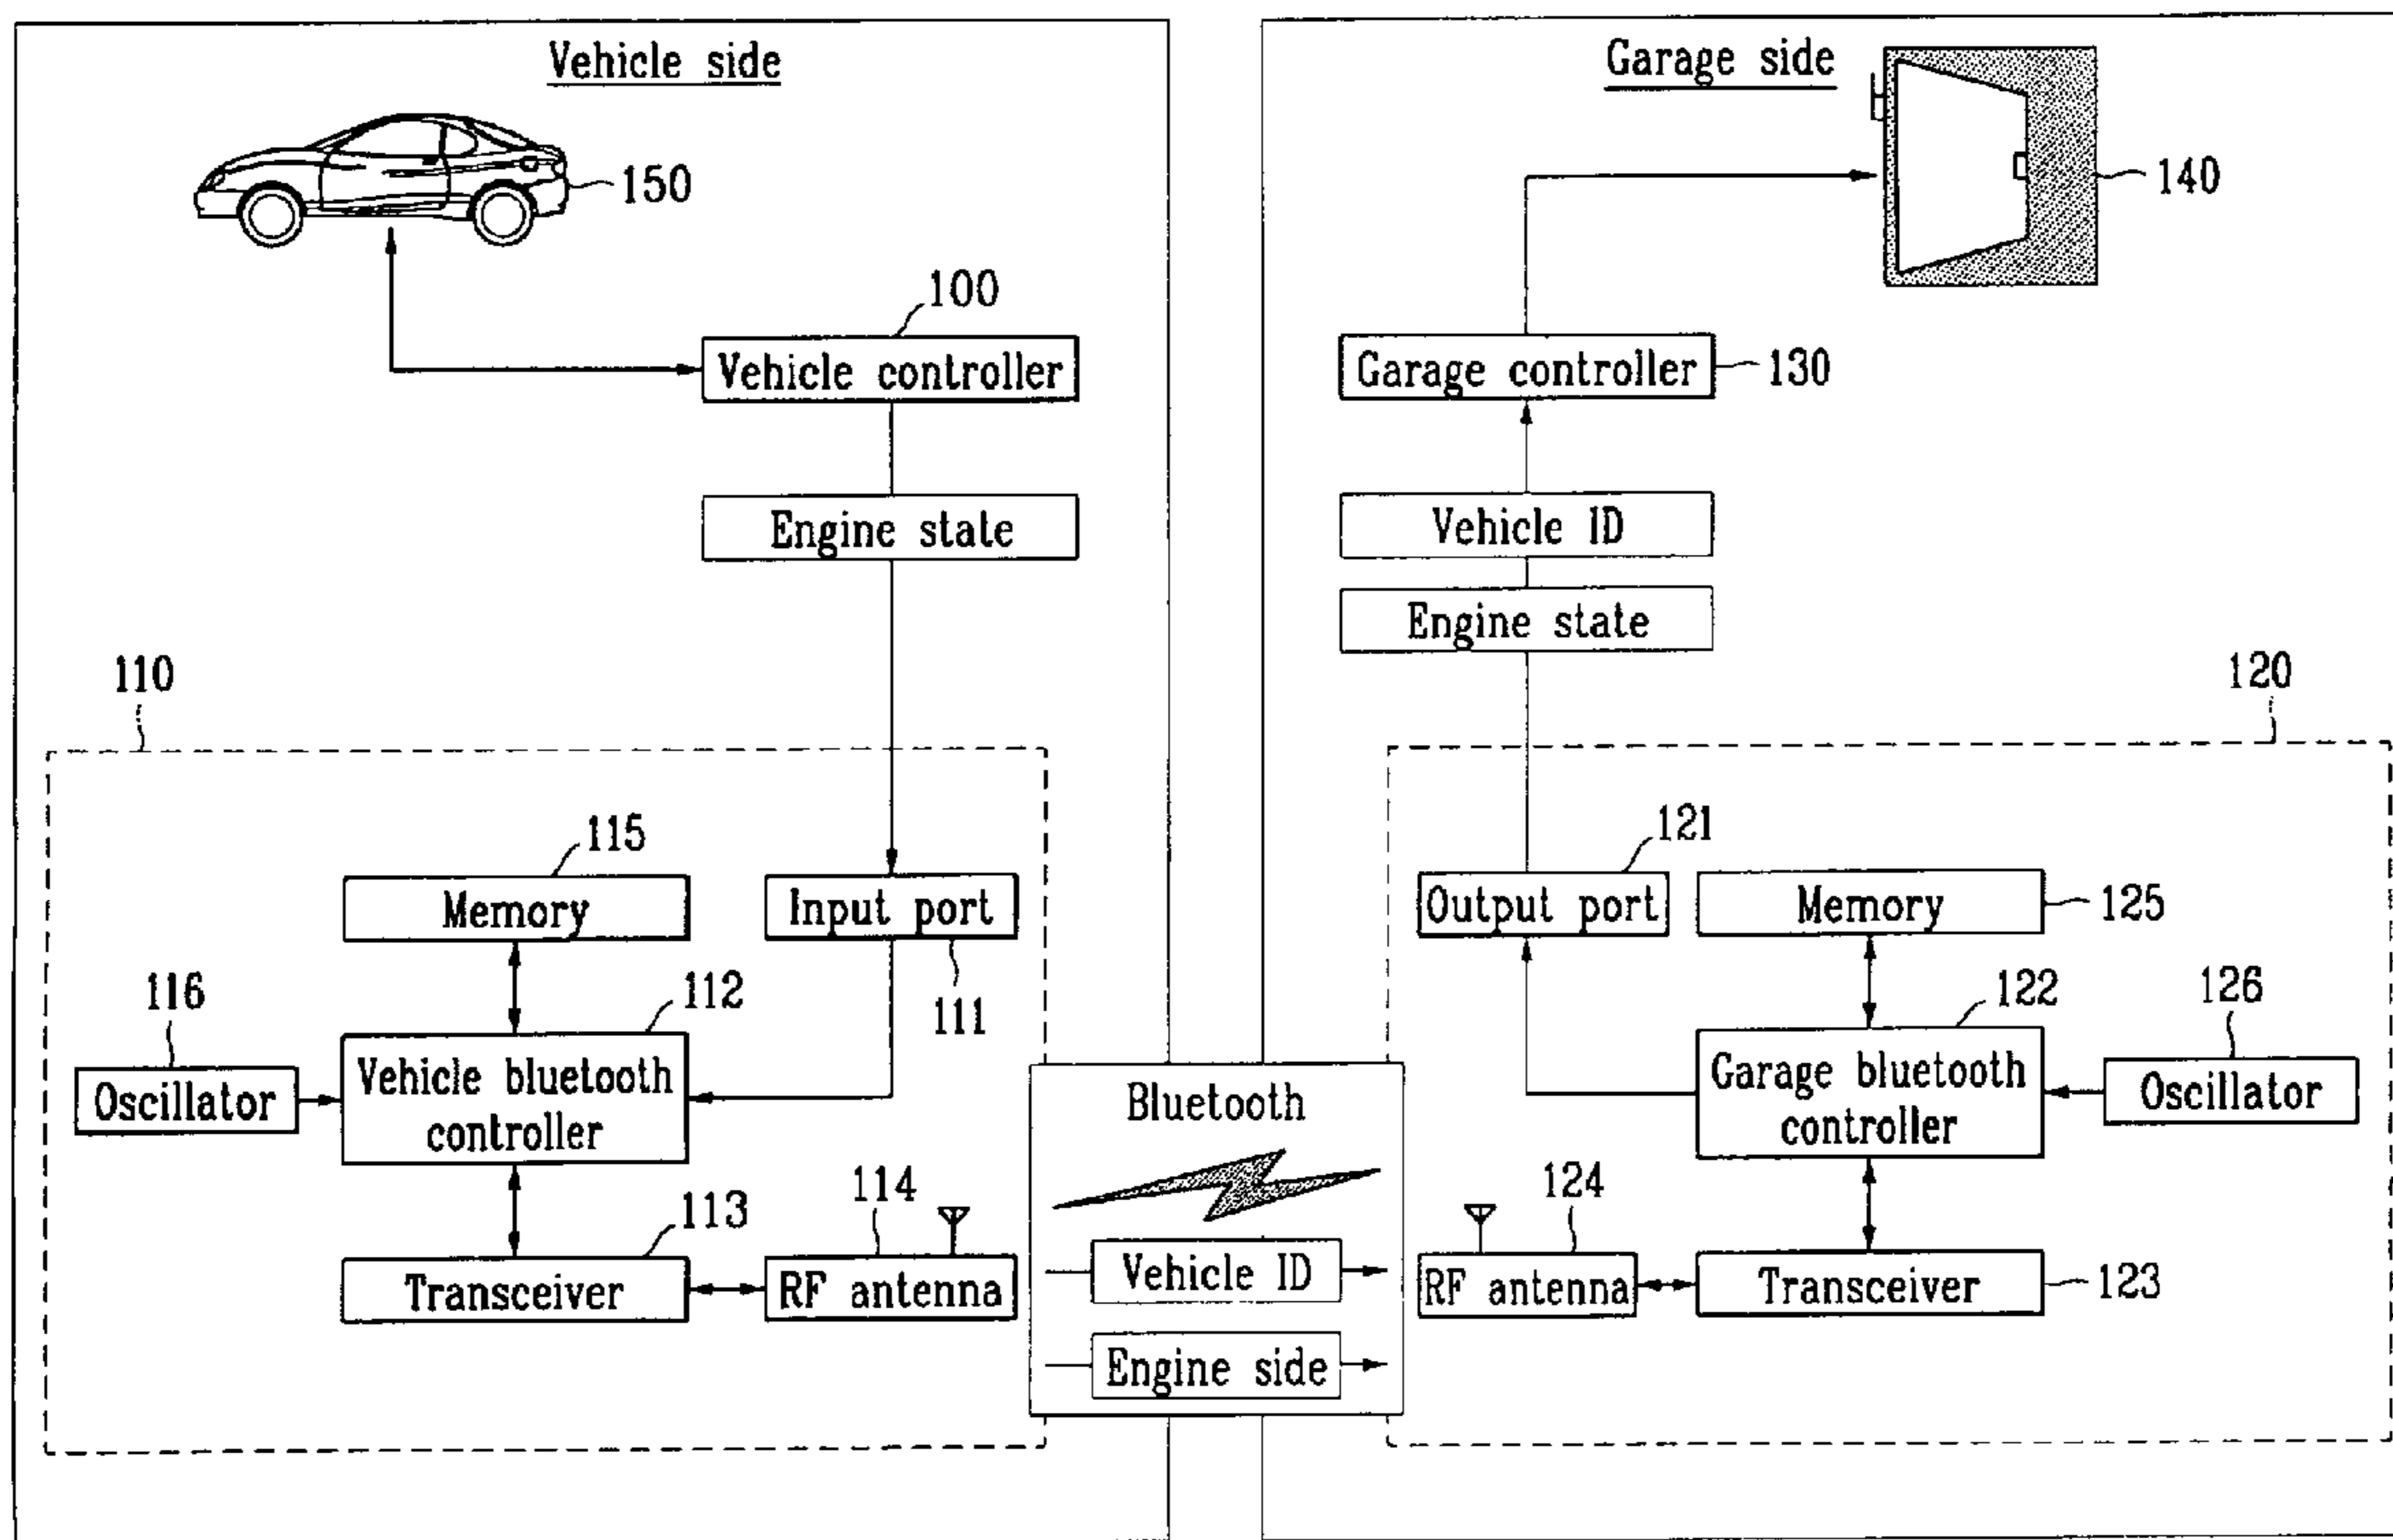 Vehicle side
150
100
Vehicle controller
Engine state
110
115
Memory
Input port
111
116
112
Oscillator
Vehicle bluetooth
controller
113
114
Transceiver
RF antenna
Bluetooth
Vehicle ID
Engine side
Garage side
140
Garage controller
130
Vehicle ID
Engine state
120
121
Output port
Memory
125
122
126
Garage bluetooth
controller
Oscillator
124
RF antenna
Transceiver
123